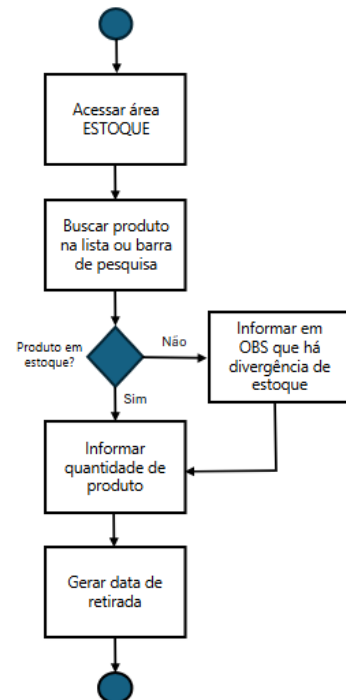 Acessar área
ESTOQUE
Buscar produto
na lista ou barra
de pesquisa
Produto em
estoque?
Não
Sim
Informar em
OBS que há
divergência de
estoque
Informar
quantidade de
produto
Gerar data de
retirada